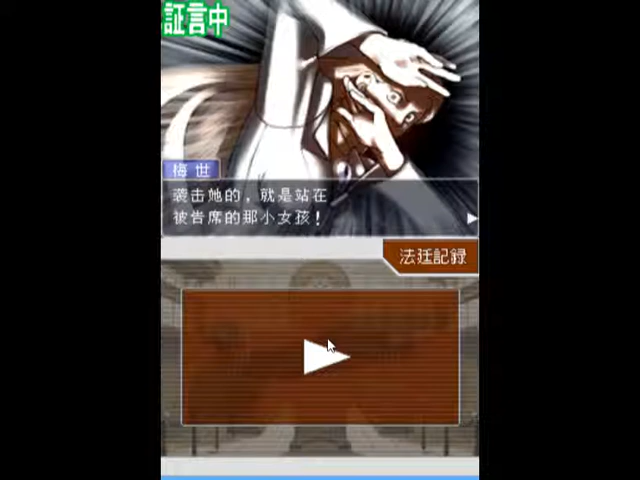 証言中
梅世
袭击她的，就是站在
被告席的那小女孩！
法廷記録